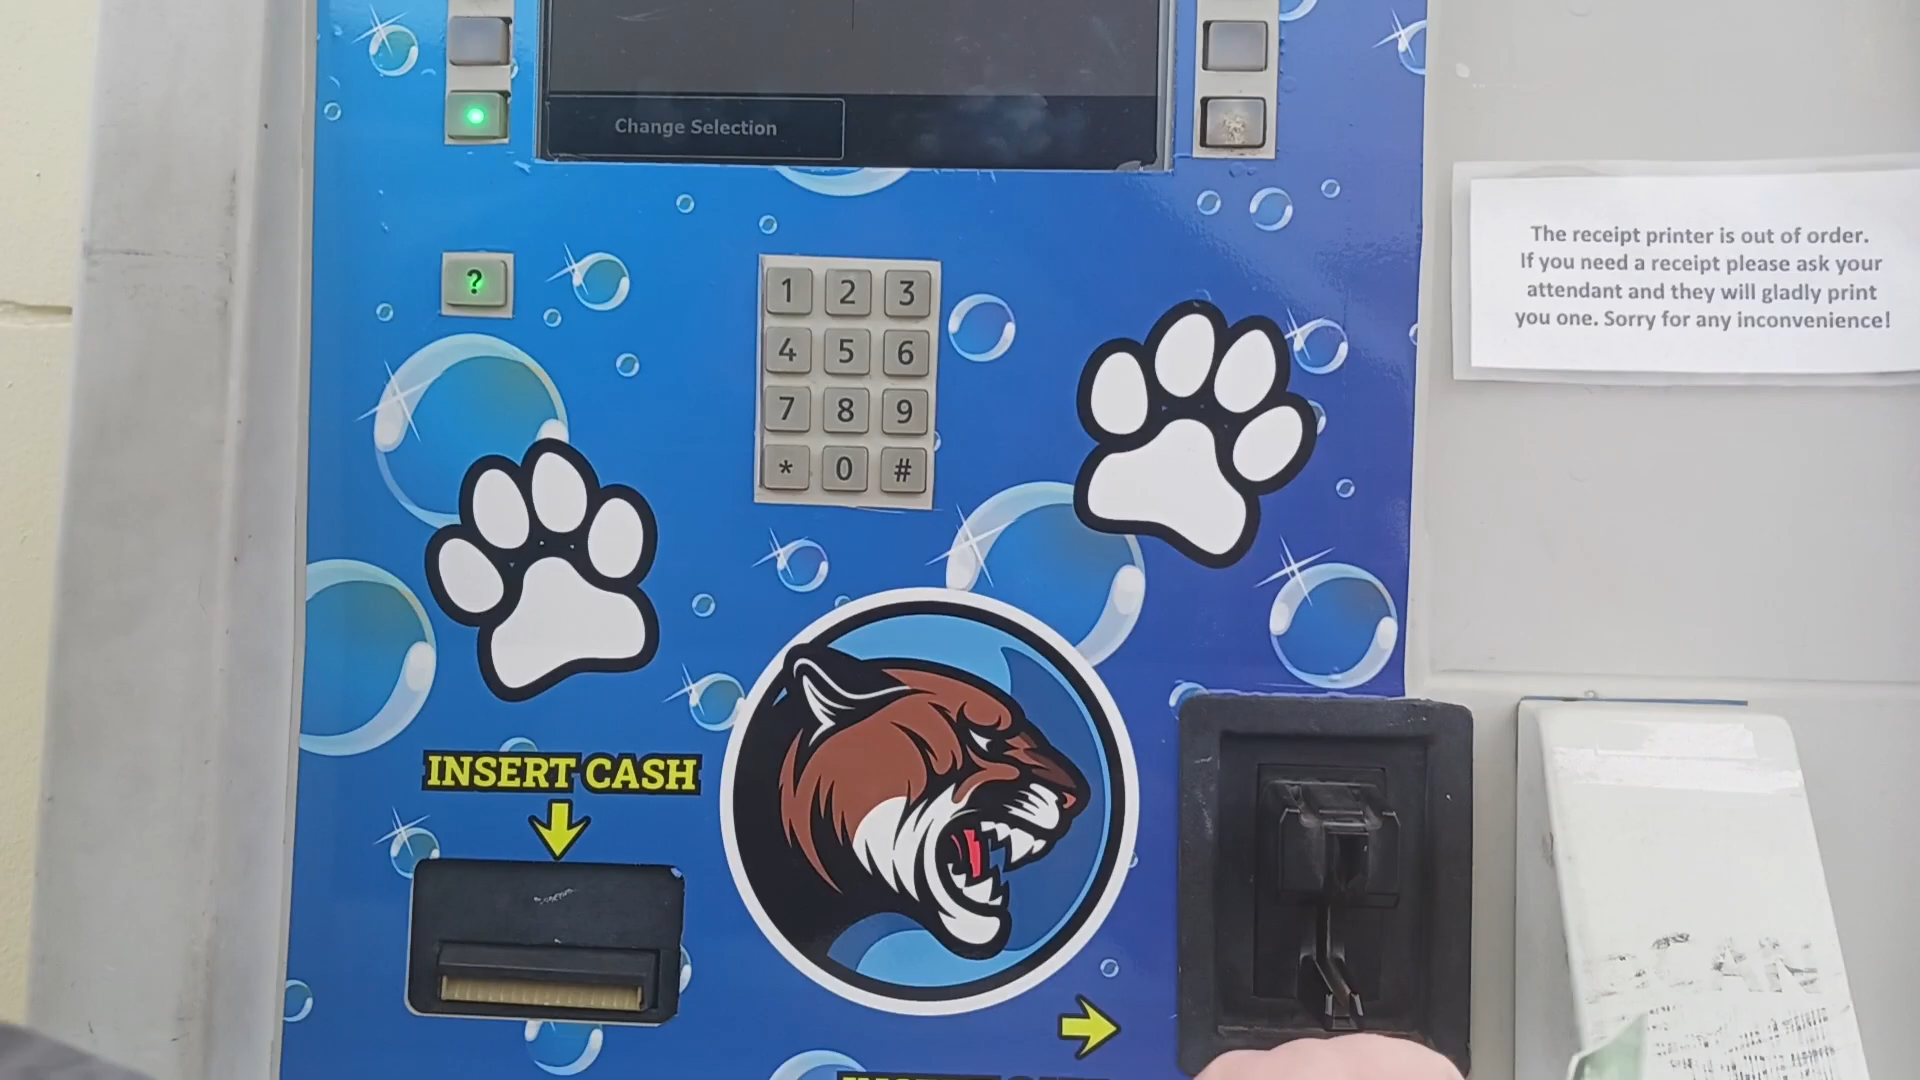 Change Selection
The receipt printer is out of order.
If you need a receipt please ask your
attendant and they will gladly print
you one. Sorry for any inconvenience!
?
1 2 3
4 5 6
7 8 9
* 0 #
INSERT CASH